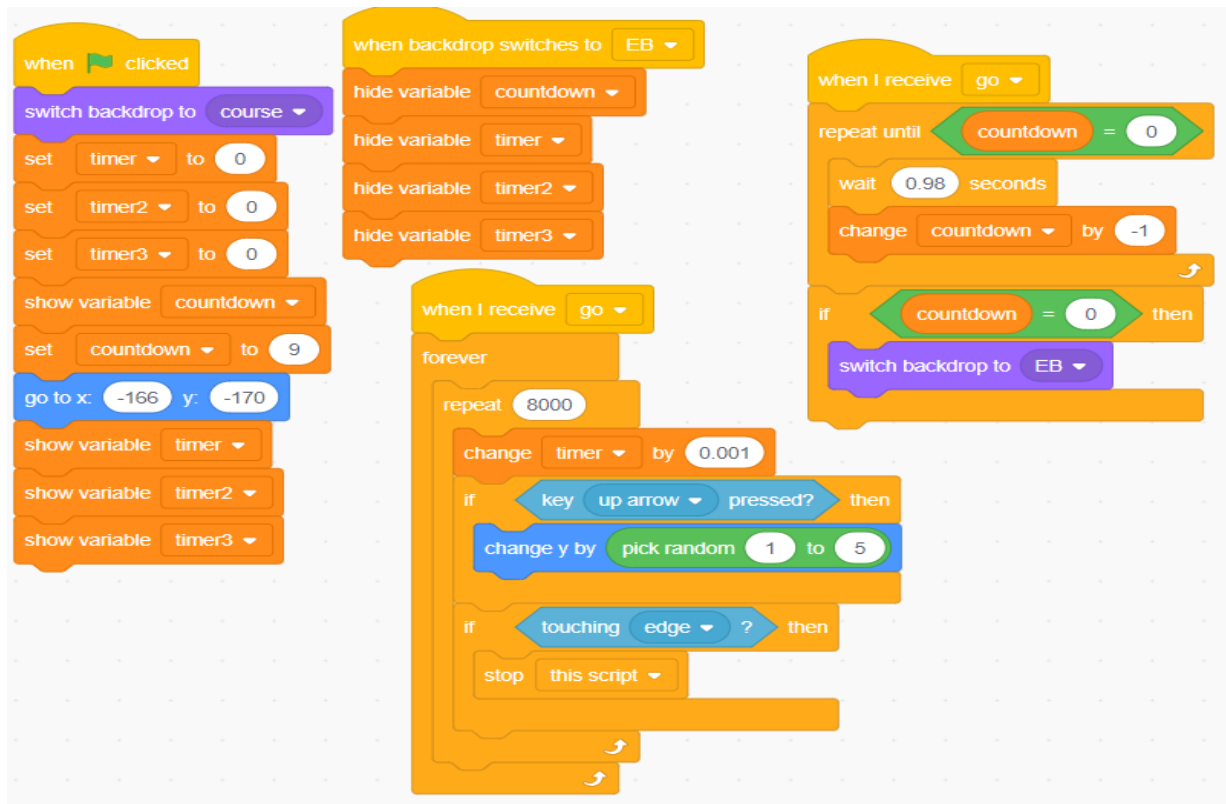 when clicked
switch backdrop to course
set timer to 0
set timer2 to 0
set timer3 to 0
show variable countdown
set countdown to 9
go to x: -166 y: -170
show variable timer
show variable timer2
show variable timer3
when backdrop switches to EB
hide variable countdown
hide variable timer
hide variable timer2
hide variable timer3
when I receive go
forever
repeat 8000
change timer by 0.001
if key up arrow pressed? then
change y by pick random 1 to 5
if touching edge ? then
stop this script
when I receive go
repeat until countdown = 0
wait 0.98 seconds
change countdown by -1
if countdown = 0 then
switch backdrop to EB